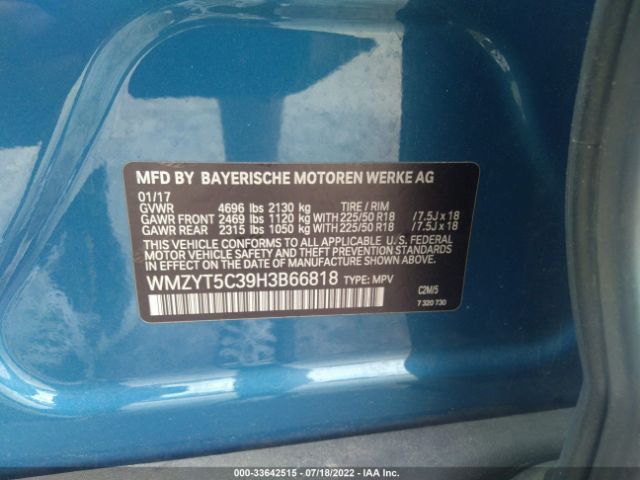 MFD BY BAYERISCHE MOTOREN WERKE AG
01/17
GVWR 4696 lbs 2130 kg TIRE / RIM
GAWR FRONT 2469 lbs 1120 kg WITH 225/50 R18 /7.5J x 18
GAWR REAR 2315 lbs 1050 kg WITH 225/50 R18 /7.5J x 18
THIS VEHICLE CONFORMS TO ALL APPLICABLE U. S. FEDERAL
MOTOR VEHICLE SAFETY, BUMPER, AND THEFT PREVENTION
STANDARDS IN EFFECT ON THE DATE OF MANUFACTURE SHOWN ABOVE.
WMZYT5C39H3B66818 TYPE: MPV
C2M/5
7 320 730
000-33642515 - 07/18/2022 - IAA Inc.